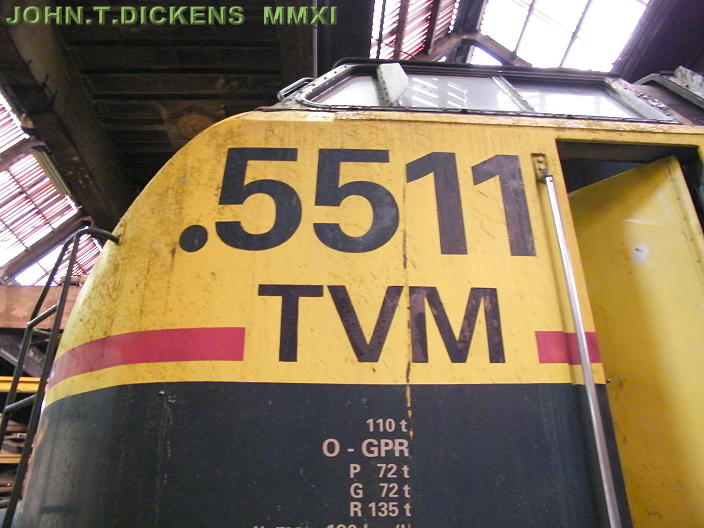 JOHN.T.DICKENS MMXI
.5511
TVM
110 t
O - GPR
P 72 t
G 72 t
R 135 t